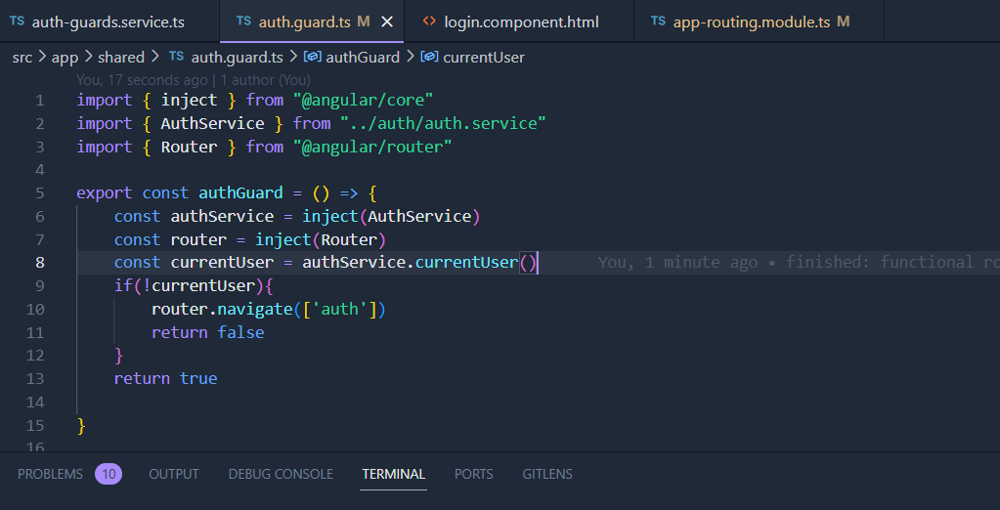 TS auth-guards.service.ts TS auth.guard.ts M × <> login.component.html TS app-routing.module.ts M
src > app > shared > TS auth.guard.ts > authGuard > currentUser
You, 17 seconds ago | 1 author (You)
1 import { inject } from "@angular/core"
2 import { AuthService } from "../auth/auth.service"
3 import { Router } from "@angular/router"
4
5 export const authGuard = () => {
6 const authService = inject(AuthService)
7 const router = inject(Router)
8 const currentUser = authService.currentUser() You, 1 minute ago • finished: functional ro
9 if(!currentUser){
10 router.navigate(['auth'])
11 return false
12 }
13 return true
14
15 }
16
PROBLEMS 10 OUTPUT DEBUG CONSOLE TERMINAL PORTS GITLENS